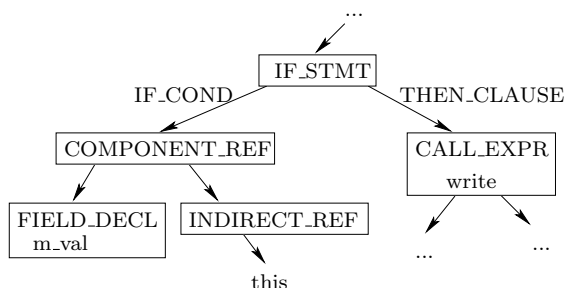 ...
IF_STMT
IF_COND
THEN_CLAUSE
COMPONENT_REF
CALL_EXPR
write
FIELD_DECL
m_val
INDIRECT_REF
...
...
this